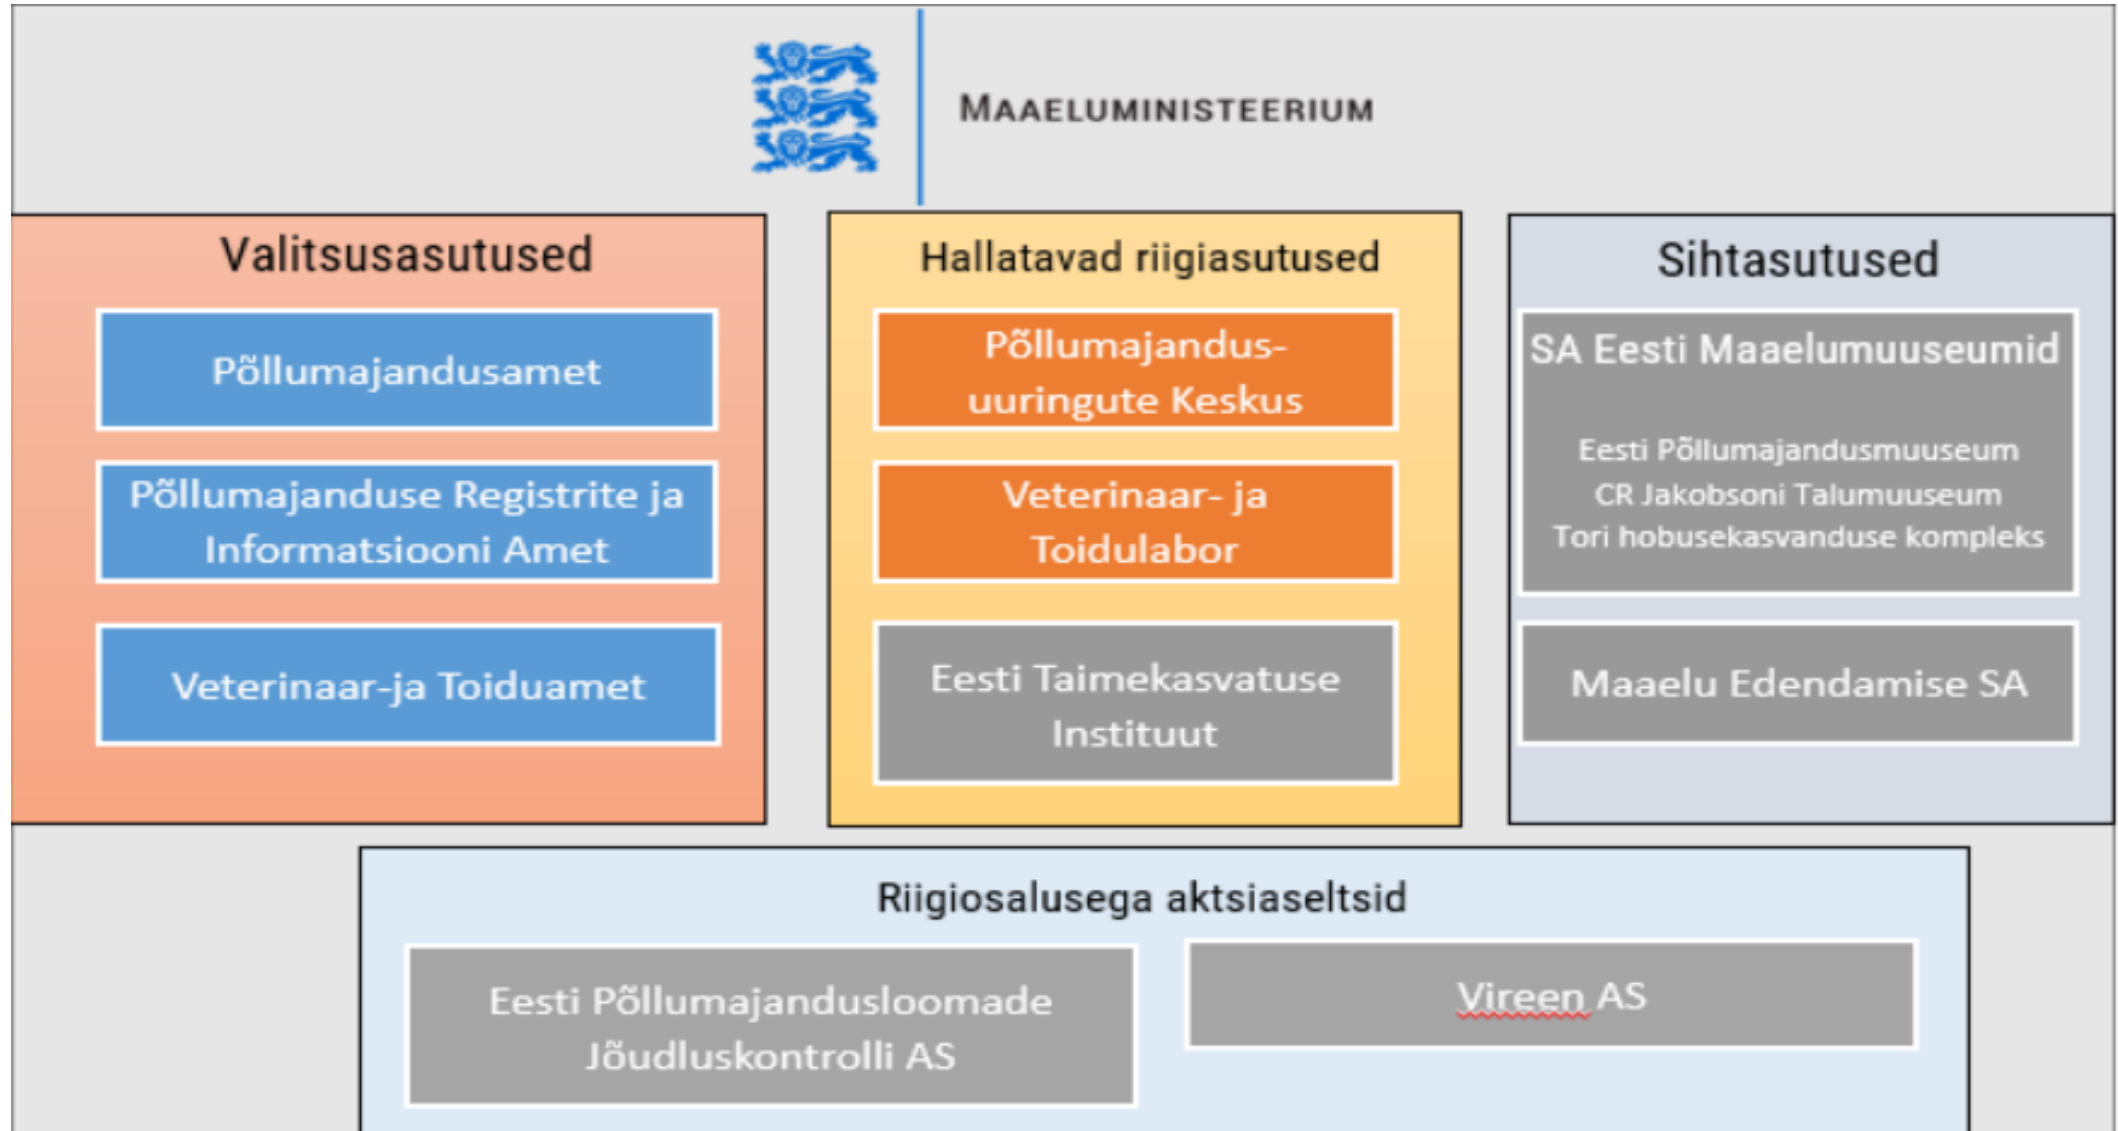 MAAELUMINISTEERIUM
Valitsusasutused
Põllumajandusamet
Põllumajanduse Registrite ja
Informatsiooni Amet
Veterinaar-ja Toiduamet
Hallatavad riigiasutused
Põllumajandus-
uuringute Keskus
Veterinaar- ja
Toidulabor
Eesti Taimekasvatuse
Instituut
Sihtasutused
SA Eesti Maaelumuuseumid
Eesti Põllumajandusmuuseum
CR Jakobsoni Talumuuseum
Tori hobusekasvanduse kompleks
Maaelu Edendamise SA
Riigiosalusega aktsiaseltsid
Eesti Põllumajandusloomade
Jõudluskontrolli AS
Vireen AS